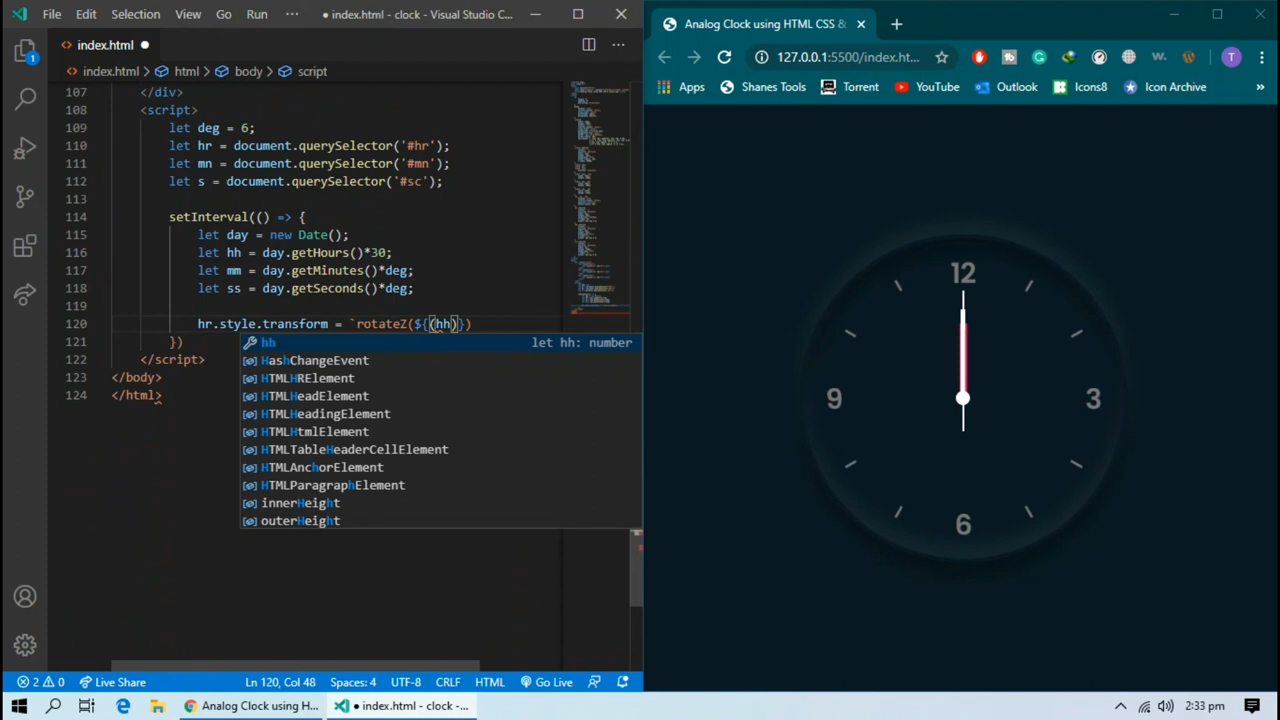 File Edit Selection View Go Run ··· ● index.html - clock - Visual Studio C...
index.html ●
index.html > html > body > script
107 </div>
108 <script>
109 let deg = 6;
110 let hr = document.querySelector('#hr');
111 let mn = document.querySelector('#mn');
112 let s = document.querySelector('#sc');
113
114 setInterval(() => {
115 let day = new Date();
116 let hh = day.getHours()*30;
117 let mm = day.getMinutes()*deg;
118 let ss = day.getSeconds()*deg;
119
120 hr.style.transform = `rotateZ(${(hh)})
121 })
122 </script>
123 </body>
124 </html>
hh let hh: number
HashChangeEvent
HTMLHRElement
HTMLHeadElement
HTMLHeadingElement
HTMLHtmlElement
HTMLTableHeaderCellElement
HTMLAnchorElement
HTMLParagraphElement
innerHeight
outerHeight
1
2 0 Live Share Ln 120, Col 48 Spaces: 4 UTF-8 CRLF HTML Go Live
Analog Clock using HTML CSS &
127.0.0.1:5500/index.ht...
W.
T
Apps Shanes Tools Torrent YouTube Outlook Icons8 Icon Archive »
12
9
3
6
Analog Clock using H... ● index.html - clock -... 2:33 pm